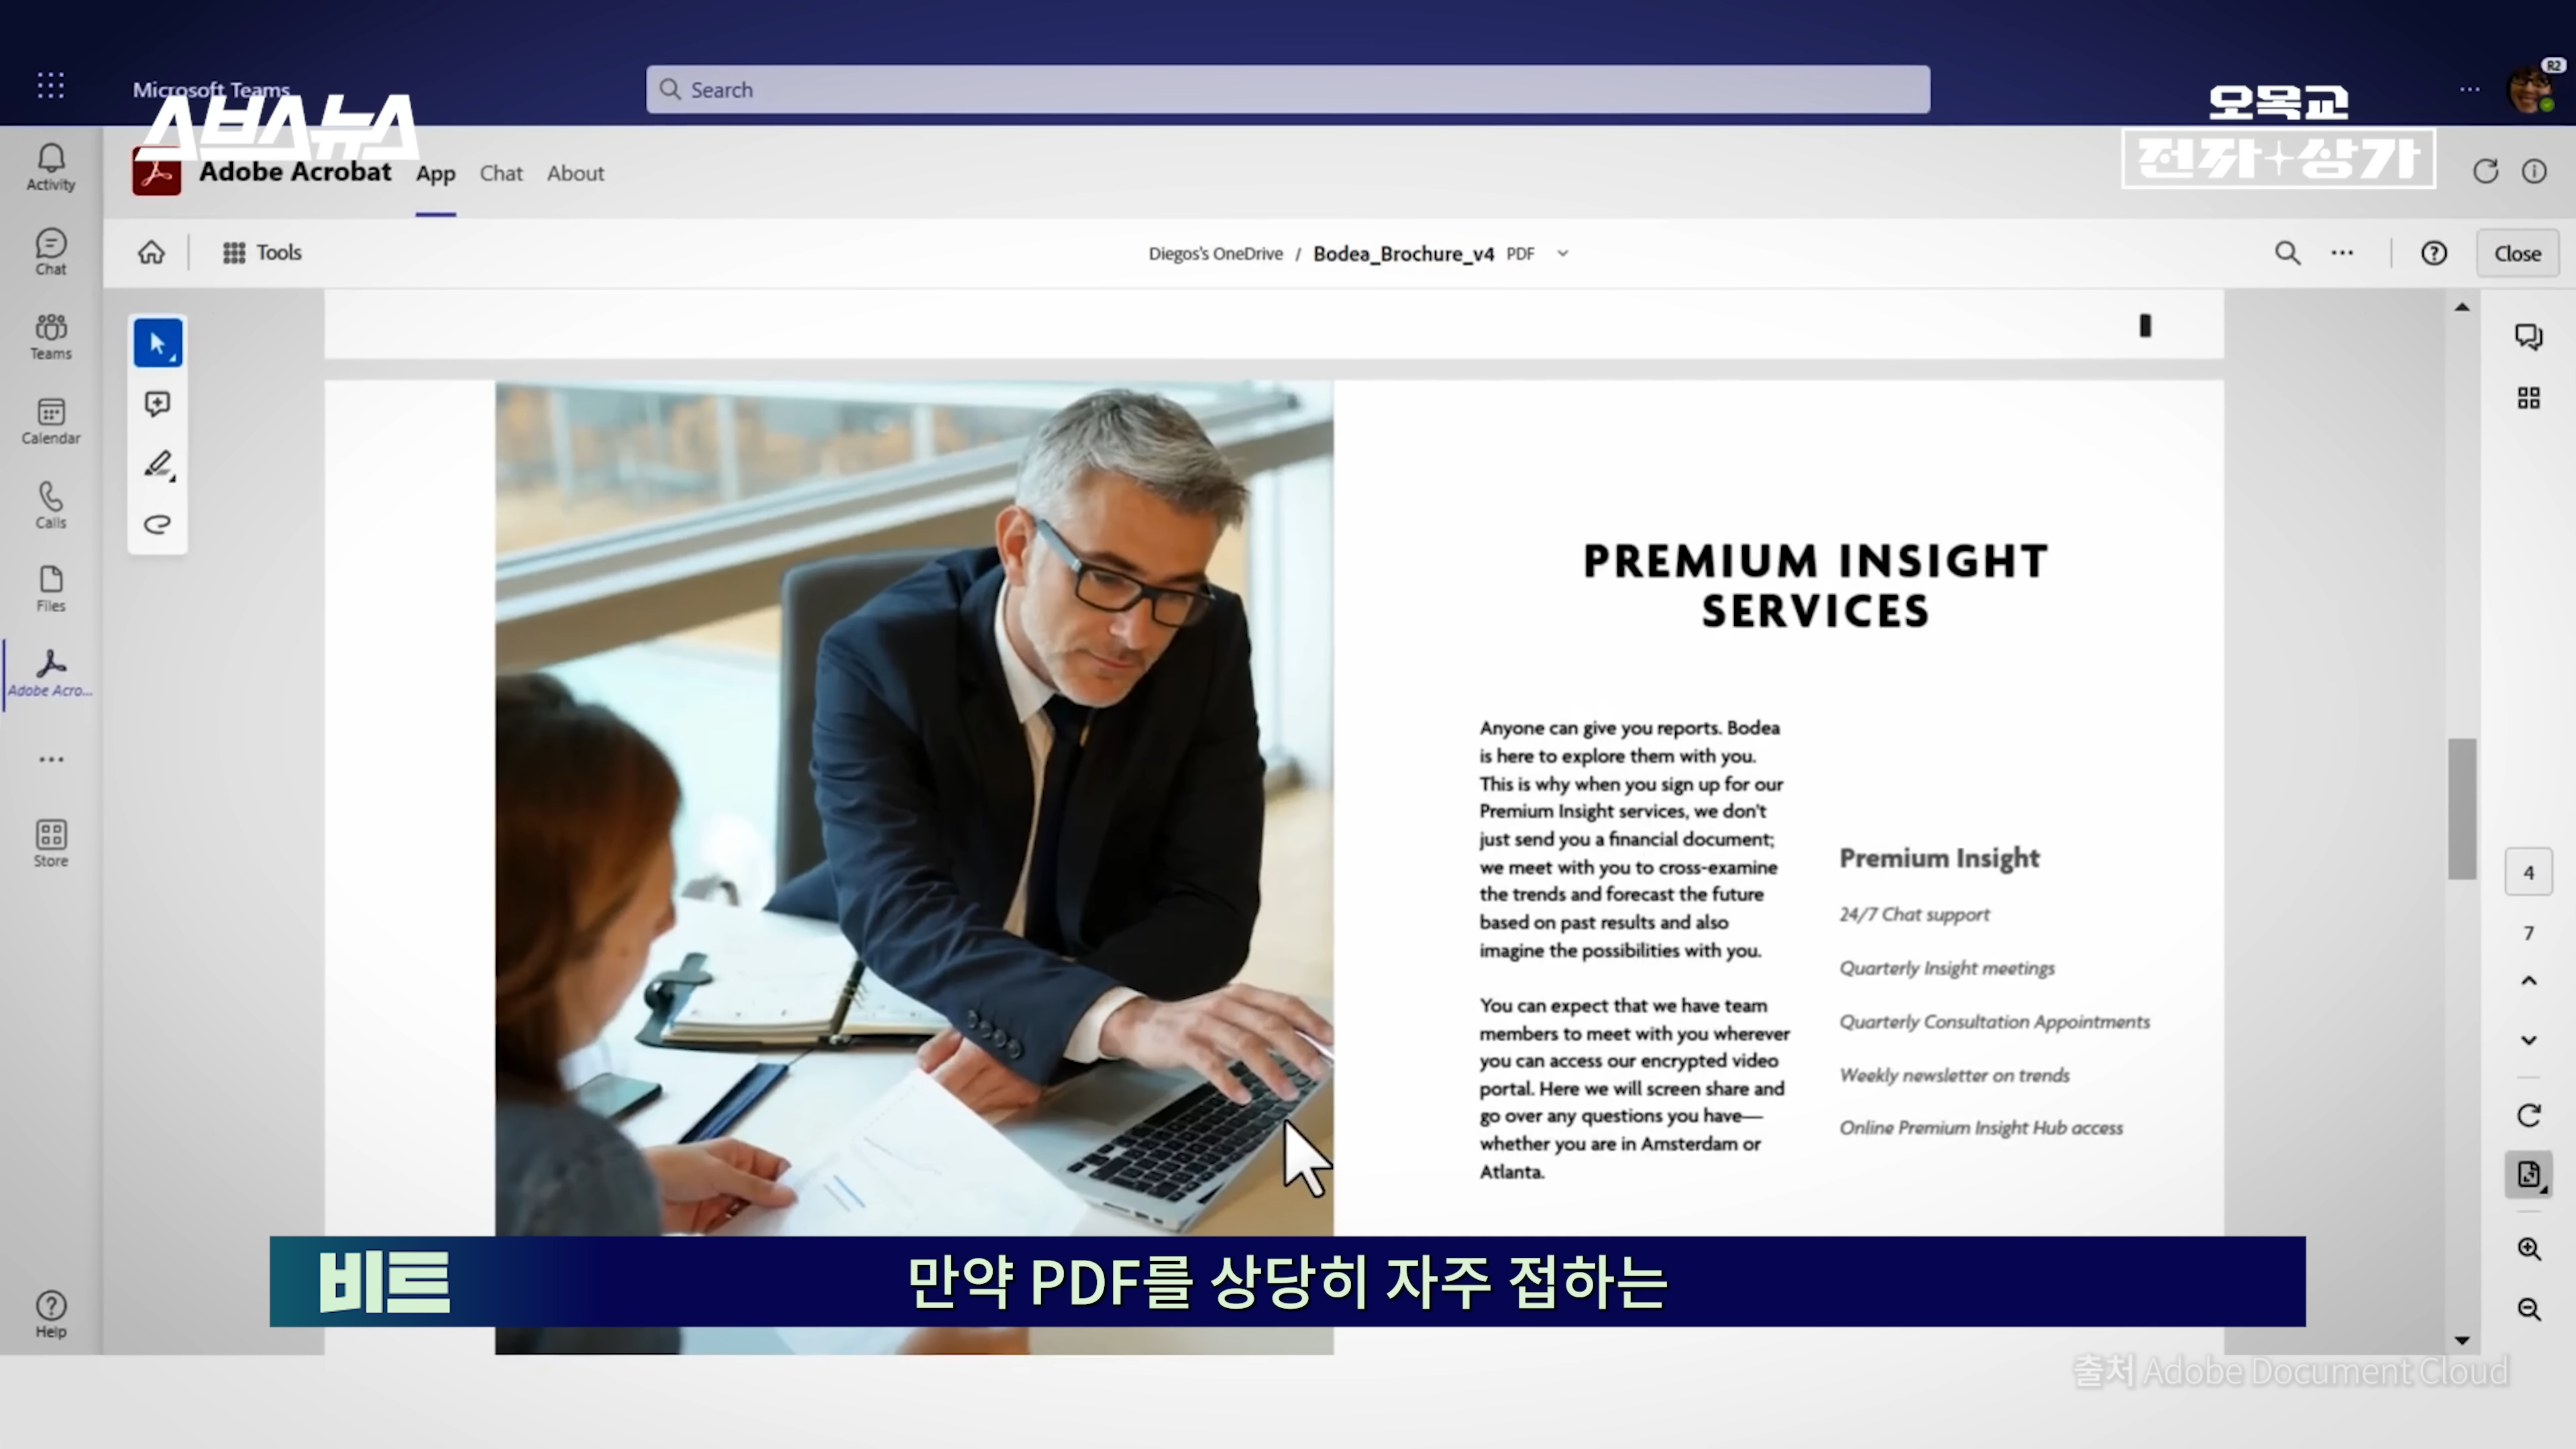 Microsoft Teams
Search
R2
스브스뉴스
오목교
전자상가
Activity
Chat
Teams
Calendar
Calls
Files
Adobe Acro...
Store
Help
Adobe Acrobat
App
Chat
About
Tools
Diegos's OneDrive / Bodea_Brochure_v4 PDF
Close
PREMIUM INSIGHT
SERVICES
Anyone can give you reports. Bodea
is here to explore them with you.
This is why when you sign up for our
Premium Insight services, we don't
just send you a financial document;
we meet with you to cross-examine
the trends and forecast the future
based on past results and also
imagine the possibilities with you.
You can expect that we have team
members to meet with you wherever
you can access our encrypted video
portal. Here we will screen share and
go over any questions you have—
whether you are in Amsterdam or
Atlanta.
Premium Insight
24/7 Chat support
Quarterly Insight meetings
Quarterly Consultation Appointments
Weekly newsletter on trends
Online Premium Insight Hub access
4
7
비트
만약 PDF를 상당히 자주 접하는
출처 Adobe Document Cloud